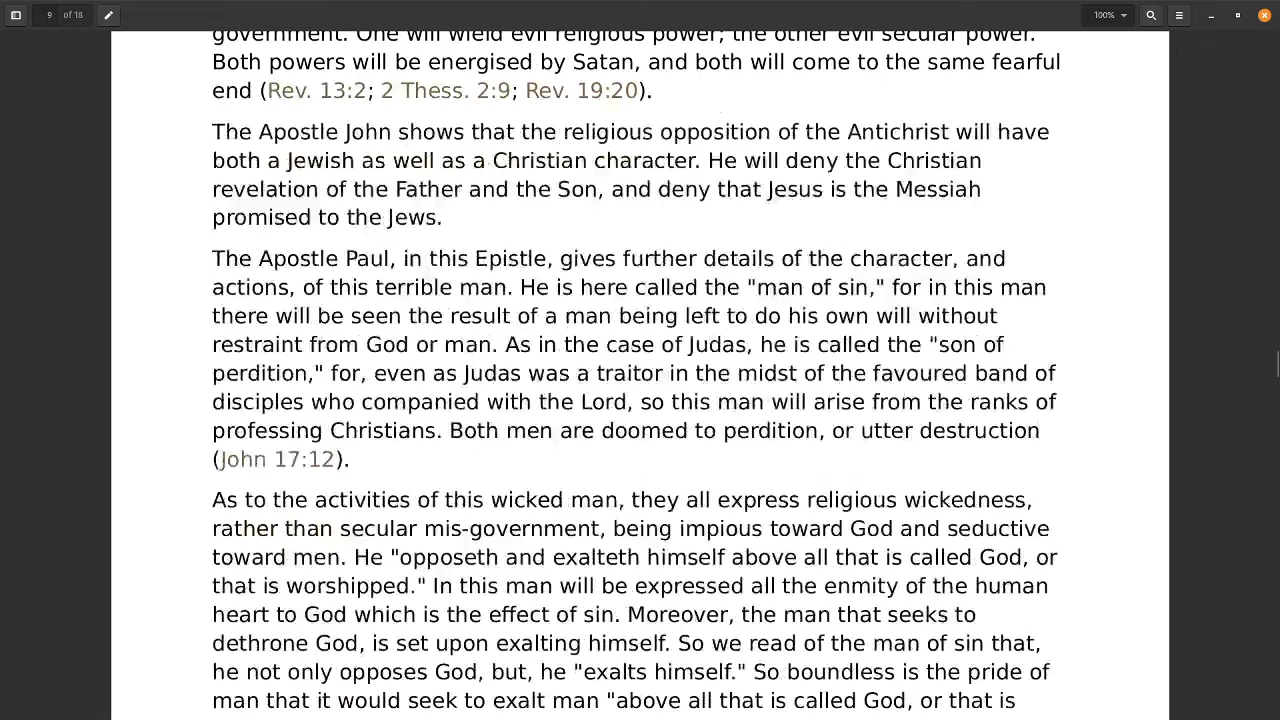 9 of 18
100%
government. One will wield evil religious power; the other evil secular power.
Both powers will be energised by Satan, and both will come to the same fearful
end (Rev. 13:2; 2 Thess. 2:9; Rev. 19:20).
The Apostle John shows that the religious opposition of the Antichrist will have
both a Jewish as well as a Christian character. He will deny the Christian
revelation of the Father and the Son, and deny that Jesus is the Messiah
promised to the Jews.
The Apostle Paul, in this Epistle, gives further details of the character, and
actions, of this terrible man. He is here called the "man of sin," for in this man
there will be seen the result of a man being left to do his own will without
restraint from God or man. As in the case of Judas, he is called the "son of
perdition," for, even as Judas was a traitor in the midst of the favoured band of
disciples who companied with the Lord, so this man will arise from the ranks of
professing Christians. Both men are doomed to perdition, or utter destruction
(John 17:12).
As to the activities of this wicked man, they all express religious wickedness,
rather than secular mis-government, being impious toward God and seductive
toward men. He "opposeth and exalteth himself above all that is called God, or
that is worshipped." In this man will be expressed all the enmity of the human
heart to God which is the effect of sin. Moreover, the man that seeks to
dethrone God, is set upon exalting himself. So we read of the man of sin that,
he not only opposes God, but, he "exalts himself." So boundless is the pride of
man that it would seek to exalt man "above all that is called God, or that is